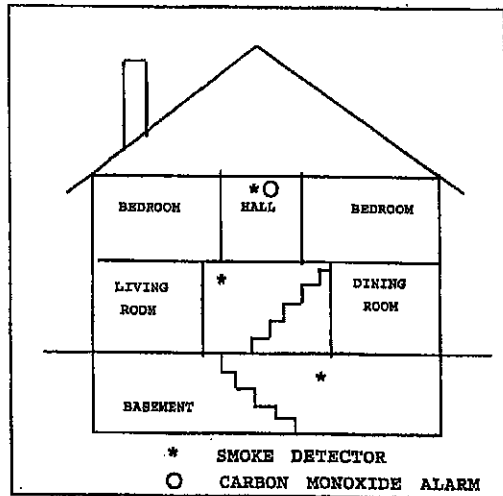 * O
BEDROOM HALL BEDROOM
*
LIVING DINING
ROOM ROOM
*
BASEMENT
* SMOKE DETECTOR
O CARBON MONOXIDE ALARM